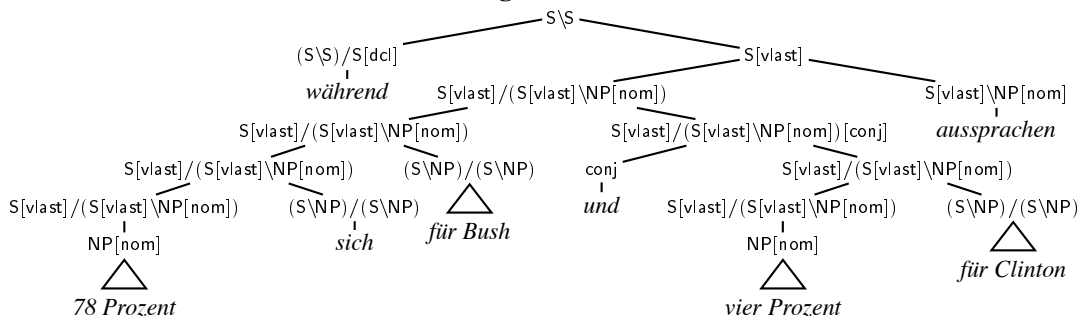 S\S
(S\S)/S[dcl] S[vlast]
während S[vlast]/(S[vlast]\NP[nom]) S[vlast]\NP[nom]
S[vlast]/(S[vlast]\NP[nom]) S[vlast]/(S[vlast]\NP[nom])[conj] aussprachen
S[vlast]/(S[vlast]\NP[nom]) (S\NP)/(S\NP) conj S[vlast]/(S[vlast]\NP[nom])
S[vlast]/(S[vlast]\NP[nom]) (S\NP)/(S\NP) für Bush und S[vlast]/(S[vlast]\NP[nom]) (S\NP)/(S\NP)
NP[nom] sich NP[nom] für Clinton
78 Prozent vier Prozent